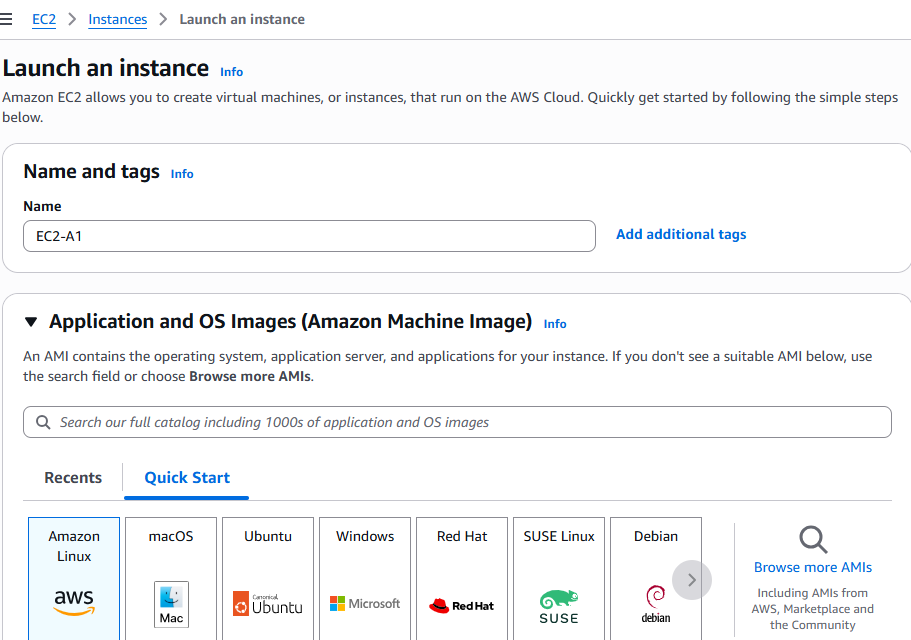 EC2 > Instances > Launch an instance
Launch an instance Info
Amazon EC2 allows you to create virtual machines, or instances, that run on the AWS Cloud. Quickly get started by following the simple steps
below.
Name and tags Info
Name
EC2-A1
Add additional tags
Application and OS Images (Amazon Machine Image) Info
An AMI contains the operating system, application server, and applications for your instance. If you don't see a suitable AMI below, use
the search field or choose Browse more AMIs.
Search our full catalog including 1000s of application and OS images
Recents
Quick Start
Amazon
Linux
aws
macOS
Mac
Ubuntu
Canonical
Ubuntu
Windows
Microsoft
Red Hat
Red Hat
SUSE Linux
SUSE
Debian
debian
Browse more AMIs
Including AMIs from
AWS, Marketplace and
the Community